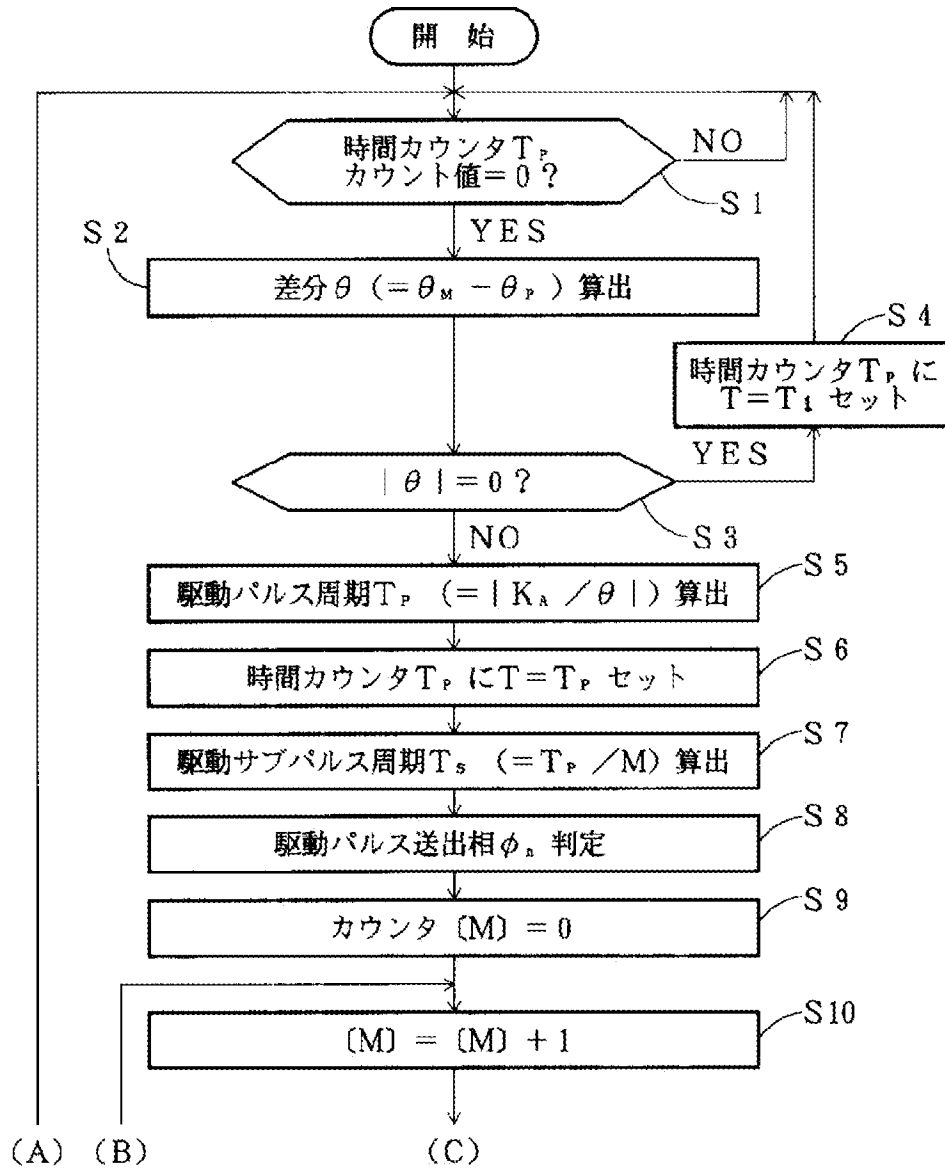 開 始
時間カウンタTP
カウント値=0?
NO
S1
YES
S2
差分θ(=θM-θP)算出
S4
時間カウンタTPに
T=T1セット
YES
|θ|=0?
S3
NO
S5
駆動パルス周期TP(=|KA/θ|)算出
S6
時間カウンタTPにT=TPセット
S7
駆動サブパルス周期TS(=TP/M)算出
S8
駆動パルス送出相φn判定
S9
カウンタ〔M〕=0
S10
〔M〕=〔M〕+1
(A) (B) (C)